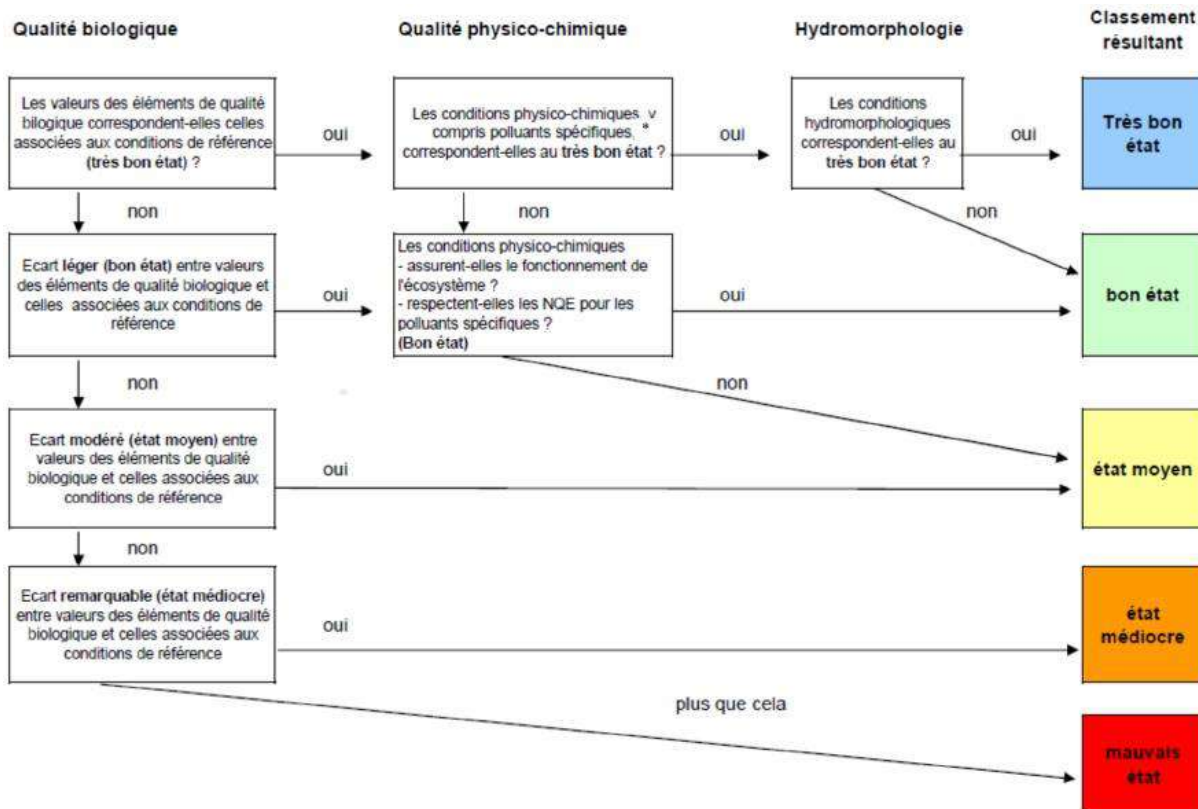 Qualité biologique
Qualité physico-chimique
Hydromorphologie
Classement
résultant
Les valeurs des éléments de qualité
bilogique correspondent-elles celles
associées aux conditions de référence
(très bon état) ?
oui
Les conditions physico-chimiques, v
compris polluants spécifiques, *
correspondent-elles au très bon état ?
oui
Les conditions
hydromorphologiques
correspondent-elles au
très bon état ?
oui
Très bon
état
non
non
non
Ecart léger (bon état) entre valeurs
des éléments de qualité biologique et
celles associées aux conditions de
référence
oui
Les conditions physico-chimiques
- assurent-elles le fonctionnement de
l'écosystème ?
- respectent-elles les NQE pour les
polluants spécifiques ?
(Bon état)
oui
bon état
non
non
Ecart modéré (état moyen) entre
valeurs des éléments de qualité
biologique et celles associées aux
conditions de référence
oui
état moyen
non
Ecart remarquable (état médiocre)
entre valeurs des éléments de qualité
biologique et celles associées aux
conditions de référence
oui
état
médiocre
plus que cela
mauvais
état